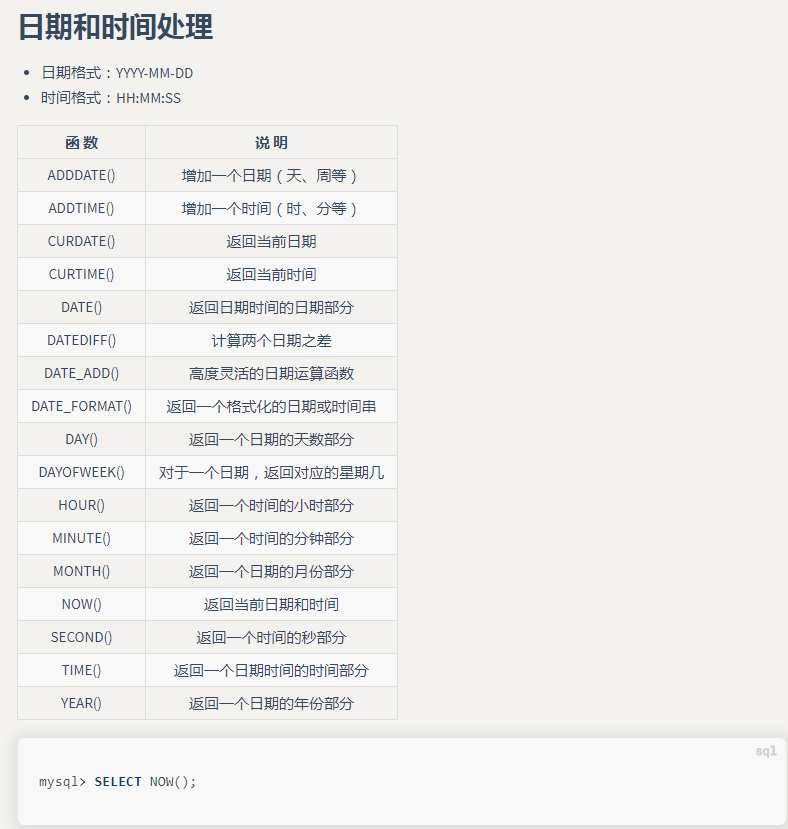 日期和时间处理
日期格式：YYYY-MM-DD
时间格式：HH:MM:SS
函数 说明
ADDDATE() 增加一个日期（天、周等）
ADDTIME() 增加一个时间（时、分等）
CURDATE() 返回当前日期
CURTIME() 返回当前时间
DATE() 返回日期时间的日期部分
DATEDIFF() 计算两个日期之差
DATE_ADD() 高度灵活的日期运算函数
DATE_FORMAT() 返回一个格式化的日期或时间串
DAY() 返回一个日期的天数部分
DAYOFWEEK() 对于一个日期，返回对应的星期几
HOUR() 返回一个时间的小时部分
MINUTE() 返回一个时间的分钟部分
MONTH() 返回一个日期的月份部分
NOW() 返回当前日期和时间
SECOND() 返回一个时间的秒部分
TIME() 返回一个日期时间的时间部分
YEAR() 返回一个日期的年份部分
sql
mysql> SELECT NOW();